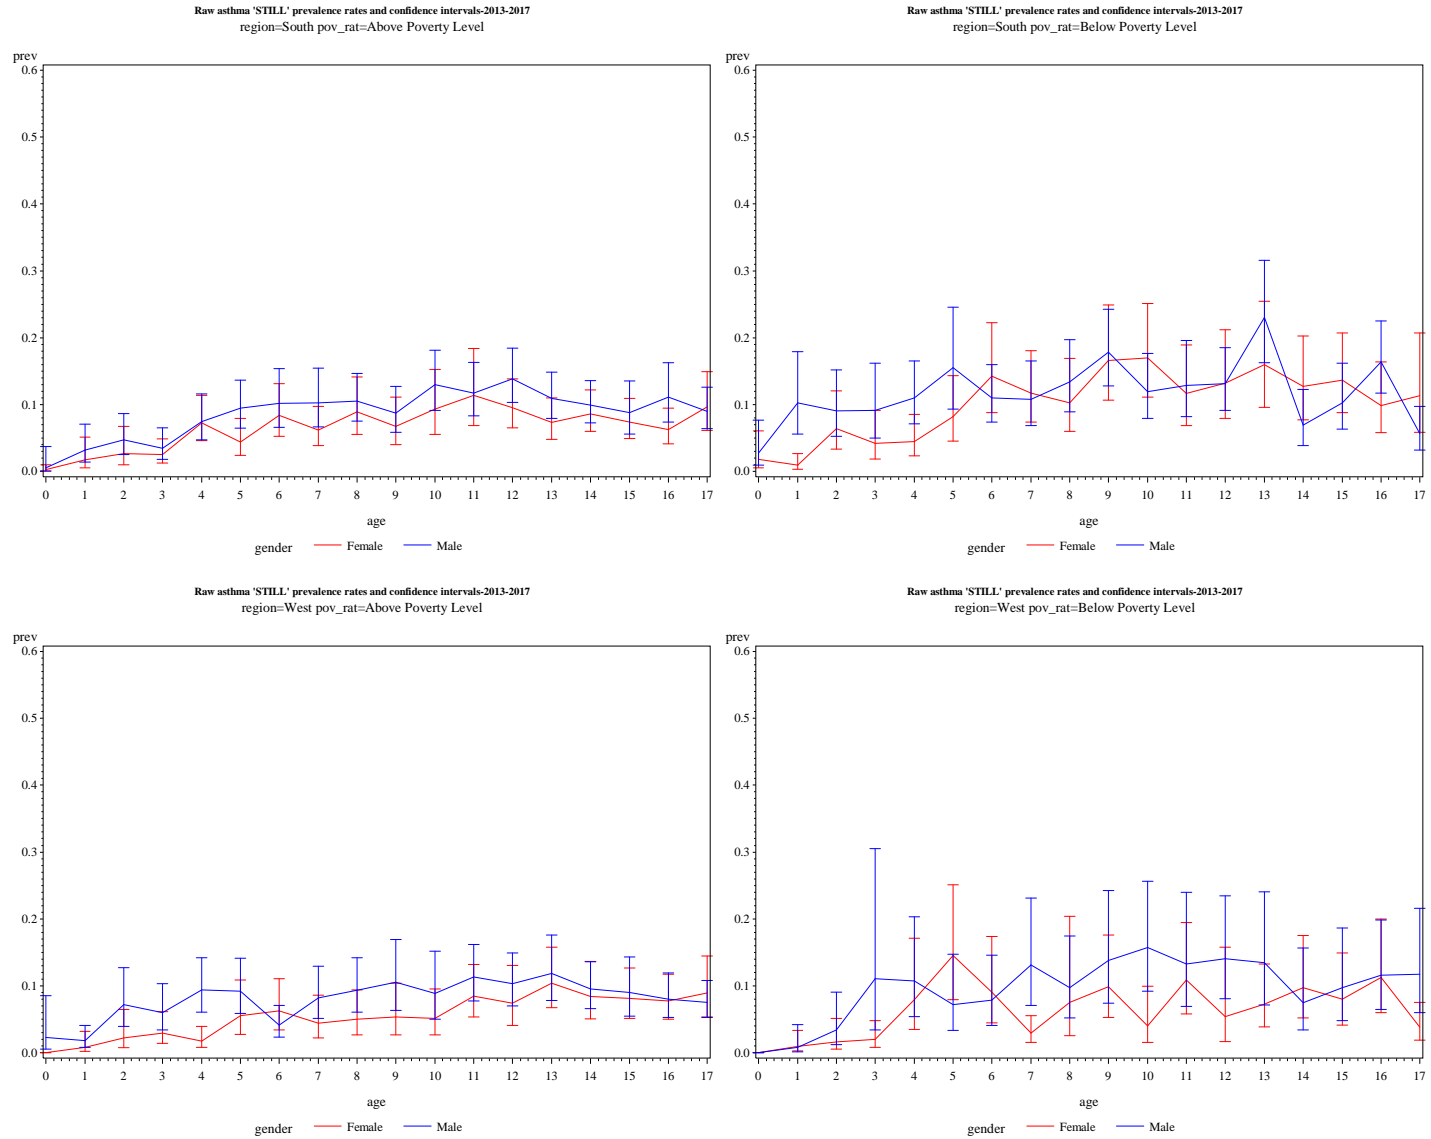 Raw asthma 'STILL' prevalence rates and confidence intervals-2013-2017
region=South pov_rat=Above Poverty Level
prev
0.6
0.5
0.4
0.3
0.2
0.1
0.0
0 1 2 3 4 5 6 7 8 9 10 11 12 13 14 15 16 17
age
gender Female Male
Raw asthma 'STILL' prevalence rates and confidence intervals-2013-2017
region=South pov_rat=Below Poverty Level
prev
0.6
0.5
0.4
0.3
0.2
0.1
0.0
0 1 2 3 4 5 6 7 8 9 10 11 12 13 14 15 16 17
age
gender Female Male
Raw asthma 'STILL' prevalence rates and confidence intervals-2013-2017
region=West pov_rat=Above Poverty Level
prev
0.6
0.5
0.4
0.3
0.2
0.1
0.0
0 1 2 3 4 5 6 7 8 9 10 11 12 13 14 15 16 17
age
gender Female Male
Raw asthma 'STILL' prevalence rates and confidence intervals-2013-2017
region=West pov_rat=Below Poverty Level
prev
0.6
0.5
0.4
0.3
0.2
0.1
0.0
0 1 2 3 4 5 6 7 8 9 10 11 12 13 14 15 16 17
age
gender Female Male